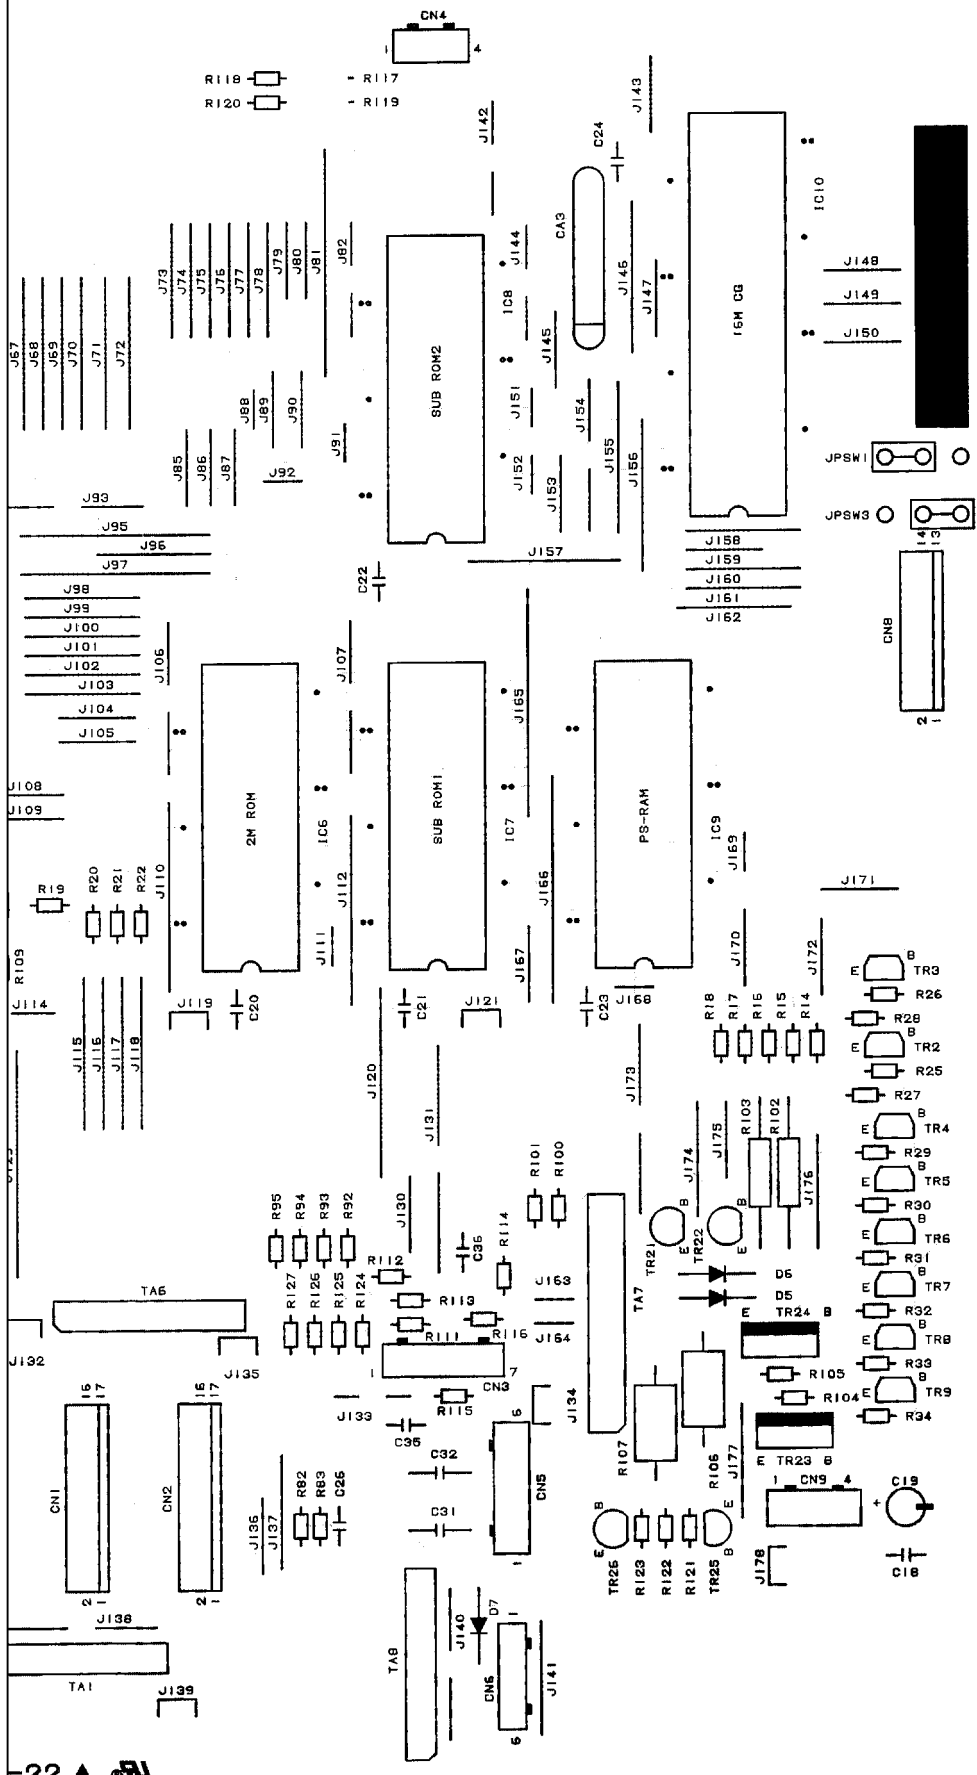 CN4
1 4
R118 R117
R120 R119
J143
J142
C24
CA3
IC10
J73
J74
J75
J76
J77
J78
J79
J80
J81
J82
J144
IC8
J145
J146
J147
J148
J149
J150
16M CG
SUB ROM2
J67
J68
J69
J70
J71
J72
J88
J89
J90
J91
J151
J154
J155
J156
J85
J86
J87
J92
J152
J153
JPSW1
JPSW3
J93
J95
J96
J97
J157
J158
J159
J160
J161
J162
14
13
CN8
2
1
C22
J98
J99
J100
J101
J102
J103
J104
J105
J106
J107
J165
J108
J109
2M ROM
IC6
SUB ROM1
IC7
PS-RAM
IC9
J169
J171
R19
R20
R21
R22
J110
J111
J112
J166
J167
J170
J172
R109
J114
J119
C20
C21
J121
C23
J168
R18
R17
R16
R15
R14
E B TR3
R26
R28
E B TR2
R25
R27
E B TR4
R29
E B TR5
R30
E B TR6
R31
E B TR7
R32
E B TR8
R33
E B TR9
R34
J115
J116
J117
J118
J120
J131
J173
J174
J175
R103
R102
J176
R101
R100
J130
C36
R114
R95
R94
R93
R92
R112
R127
R126
R125
R124
R113
R111
R116
J163
J164
TA7
TR21
B
E
TR22
B
E
D6
D5
E TR24 B
R105
R104
E TR23 B
TA6
J132
J135
1 7
CN3
J133
R115
C35
J134
R107
R106
J177
16
17
CN1
2
1
16
17
CN2
2
1
C32
C31
6
CN5
1
R82
R83
C26
J136
J137
B
E
TR26
R123
R122
R121
TR25
E
B
1 CN9 4
J178
+
C19
C18
J138
TA1
J139
TA8
J140
D7
1
CN6
6
J141